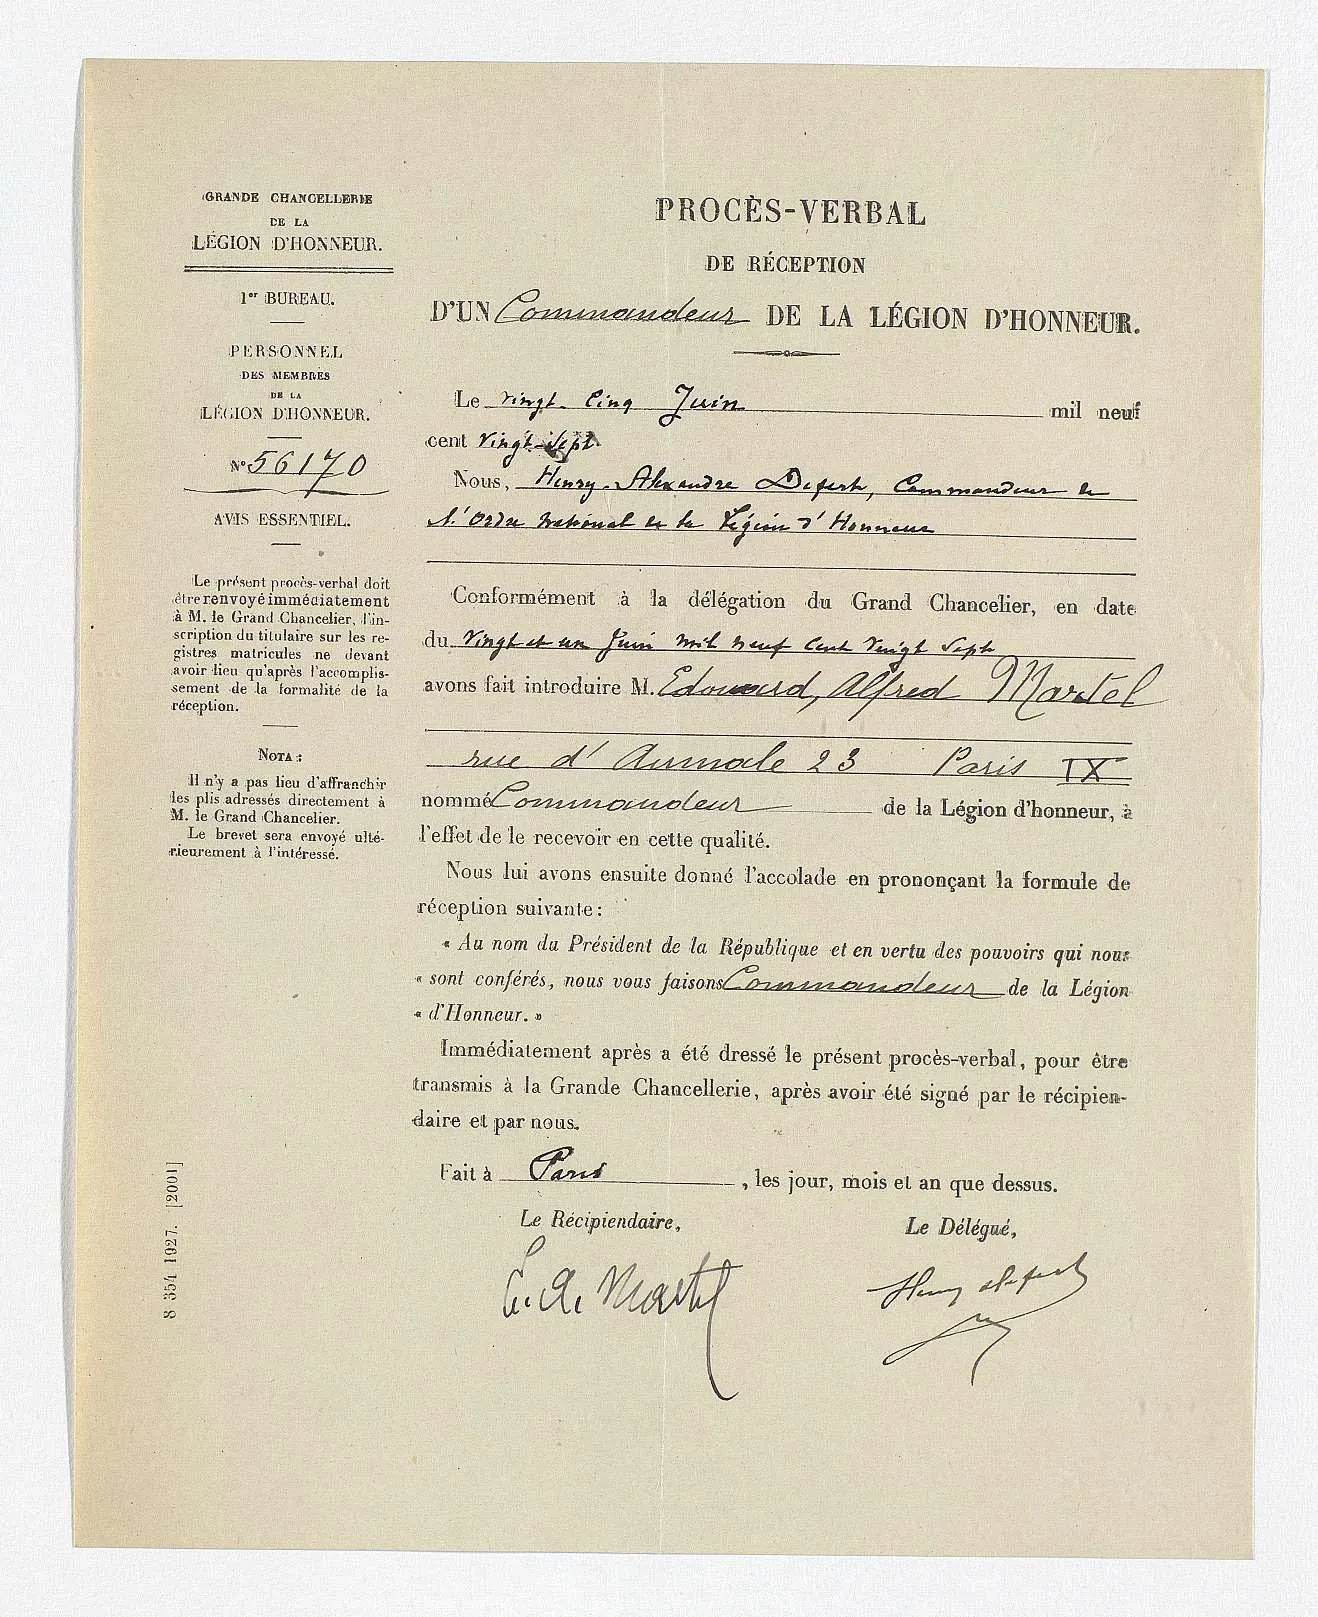 GRANDE CHANCELLERIE
DE LA
LÉGION D'HONNEUR.
1er BUREAU.
PERSONNEL
DES MEMBRES
DE LA
LÉGION D'HONNEUR.
N° 56170
AVIS ESSENTIEL.
Le présent procès-verbal doit
être renvoyé immédiatement
à M. le Grand Chancelier, l'in-
scription du titulaire sur les re-
gistres matricules ne devant
avoir lieu qu'après l'accomplis-
sement de la formalité de la
réception.
NOTA :
Il n'y a pas lieu d'affranchir
les plis adressés directement à
M. le Grand Chancelier.
Le brevet sera envoyé ulté-
rieurement à l'intéressé.
8 354 1927. [2001]
PROCÈS-VERBAL
DE RÉCEPTION
D'UN Commandeur DE LA LÉGION D'HONNEUR.
Le vingt-cinq Juin mil neuf
cent vingt-sept
Nous, Henry-Alexandre Defert, Commandeur de
l'Ordre national de la Légion d'Honneur
Conformément à la délégation du Grand Chancelier, en date
du vingt et un Juin mil neuf cent vingt sept
avons fait introduire M. Edouard, Alfred Martel
rue d'Aumale 23 Paris IX
nommé Commandeur de la Légion d'honneur, à
l'effet de le recevoir en cette qualité.
Nous lui avons ensuite donné l'accolade en prononçant la formule de
réception suivante :
« Au nom du Président de la République et en vertu des pouvoirs qui nous
« sont conférés, nous vous faisons Commandeur de la Légion
« d'Honneur. »
Immédiatement après a été dressé le présent procès-verbal, pour être
transmis à la Grande Chancellerie, après avoir été signé par le récipien-
daire et par nous.
Fait à Paris, les jour, mois et an que dessus.
Le Récipiendaire, Le Délégué,
E. A. Martel Henry Defert